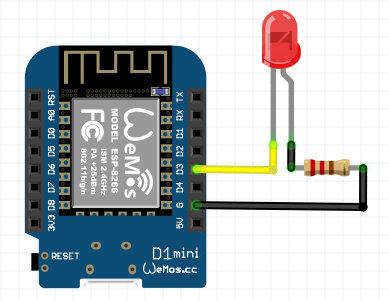 RST
A0
D0
D5
D6
D7
D8
3V3
TX
RX
D1
D2
D3
D4
G
5V
WeMos
MODEL ESP-8266
ISM 2.4GHz
PA +25dBm
802.11b/g/n
FC
RESET
D1mini
WeMos.cc